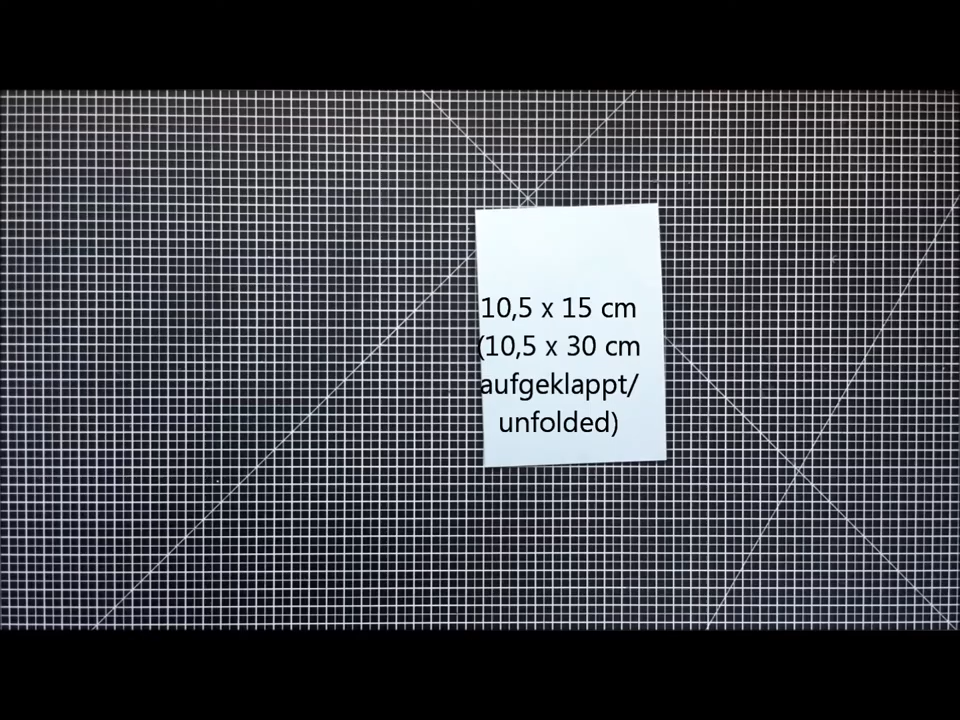 10,5 x 15 cm
(10,5 x 30 cm
aufgeklappt/
unfolded)